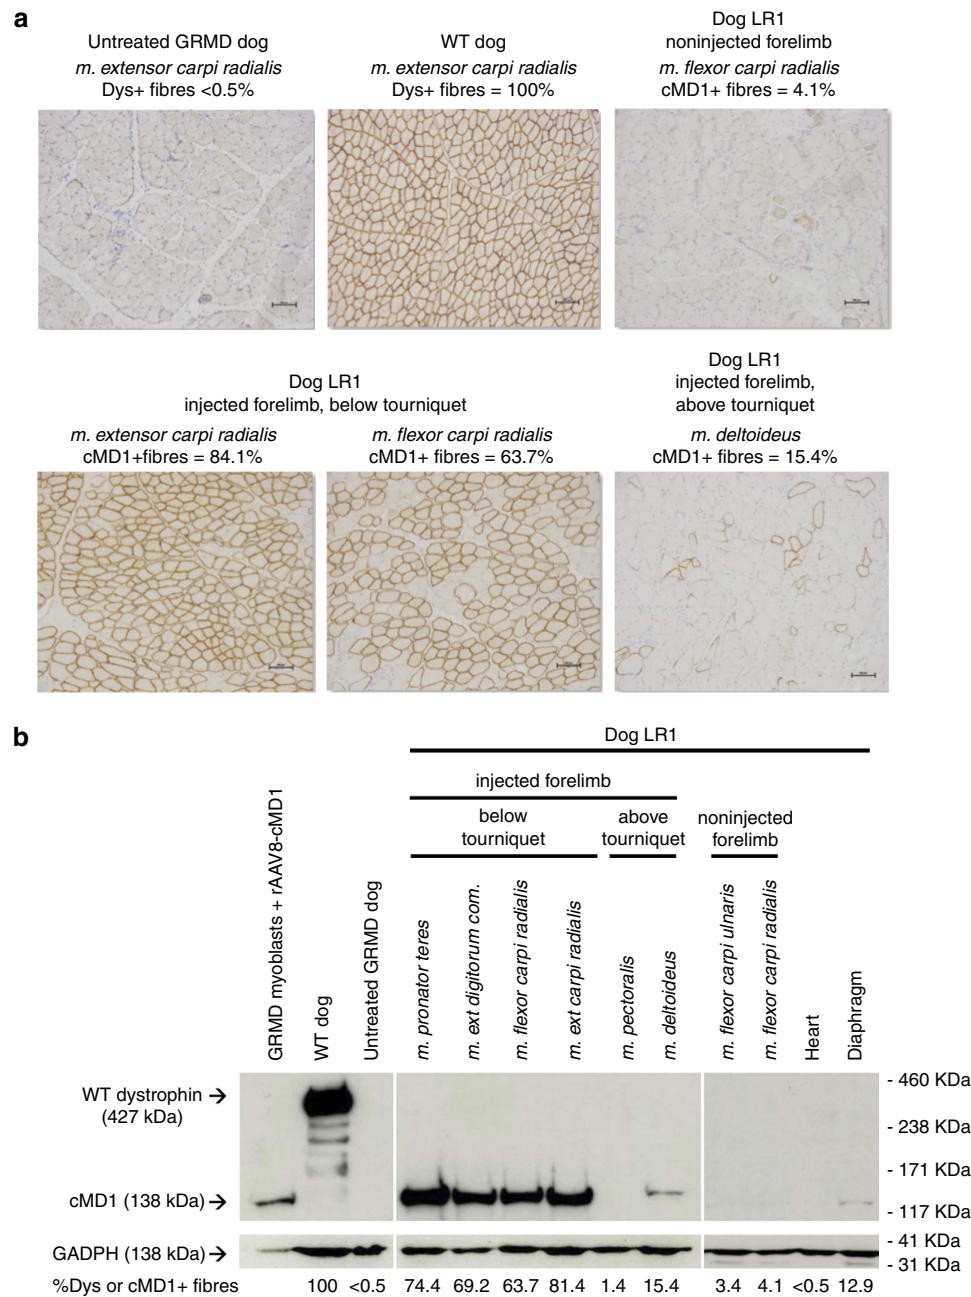 a
Untreated GRMD dog
m. extensor carpi radialis
Dys+ fibres <0.5%
WT dog
m. extensor carpi radialis
Dys+ fibres = 100%
Dog LR1
noninjected forelimb
m. flexor carpi radialis
cMD1+ fibres = 4.1%
Dog LR1
injected forelimb, below tourniquet
m. extensor carpi radialis
cMD1+fibres = 84.1%
m. flexor carpi radialis
cMD1+ fibres = 63.7%
Dog LR1
injected forelimb,
above tourniquet
m. deltoideus
cMD1+ fibres = 15.4%
b
Dog LR1
injected forelimb
below
tourniquet
above
tourniquet
noninjected
forelimb
GRMD myoblasts + rAAV8-cMD1
WT dog
Untreated GRMD dog
m. pronator teres
m. ext digitorum com.
m. flexor carpi radialis
m. ext carpi radialis
m. pectoralis
m. deltoideus
m. flexor carpi ulnaris
m. flexor carpi radialis
Heart
Diaphragm
WT dystrophin →
(427 kDa)
cMD1 (138 kDa) →
GADPH (138 kDa) →
- 460 KDa
- 238 KDa
- 171 KDa
- 117 KDa
- 41 KDa
- 31 KDa
%Dys or cMD1+ fibres 100 <0.5 74.4 69.2 63.7 81.4 1.4 15.4 3.4 4.1 <0.5 12.9